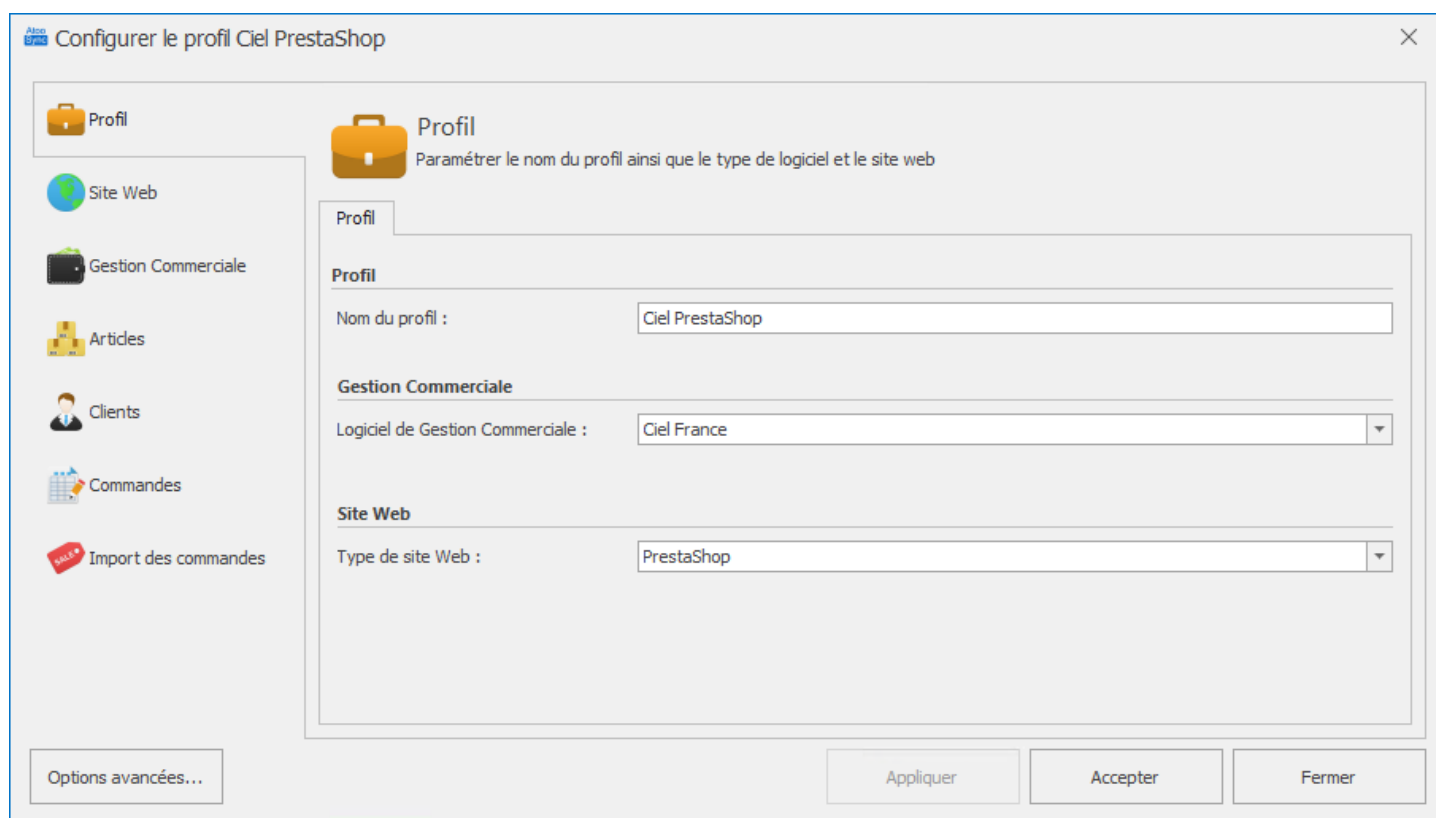 Atoo Sync Configurer le profil Ciel PrestaShop
Profil
Site Web
Gestion Commerciale
Articles
Clients
Commandes
SALE Import des commandes
Profil
Paramétrer le nom du profil ainsi que le type de logiciel et le site web
Profil
Profil
Nom du profil : Ciel PrestaShop
Gestion Commerciale
Logiciel de Gestion Commerciale : Ciel France
Site Web
Type de site Web : PrestaShop
Options avancées... Appliquer Accepter Fermer